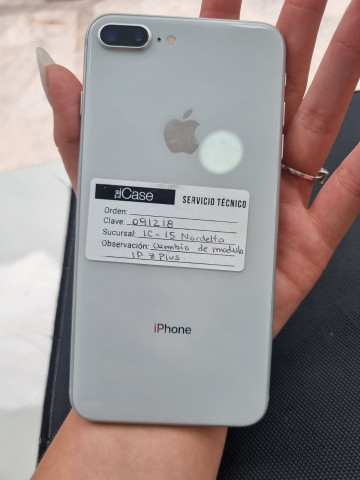 iCase SERVICIO TÉCNICO
Orden:
Clave: 091218
Sucursal: IC-15 Nordelta
Observación: Cambio de modulo
IP 8 Plus
iPhone